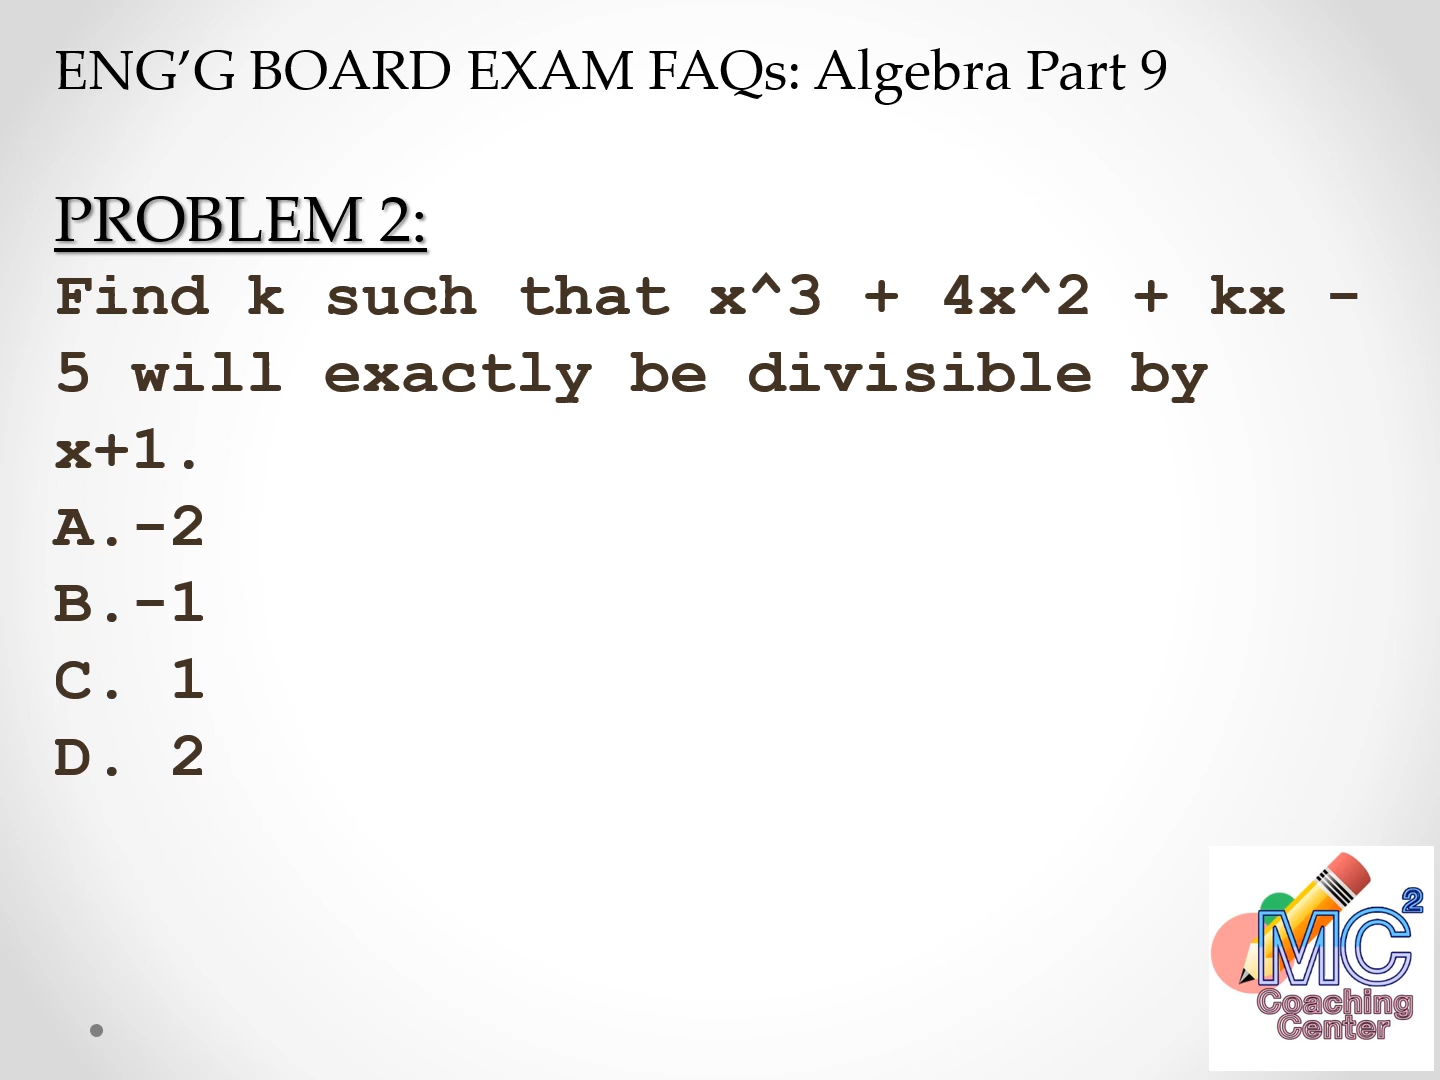 ENG’G BOARD EXAM FAQs: Algebra Part 9
PROBLEM 2:
Find k such that x^3 + 4x^2 + kx –
5 will exactly be divisible by
x+1.
A.-2
B.-1
C. 1
D. 2
MC2
Coaching
Center